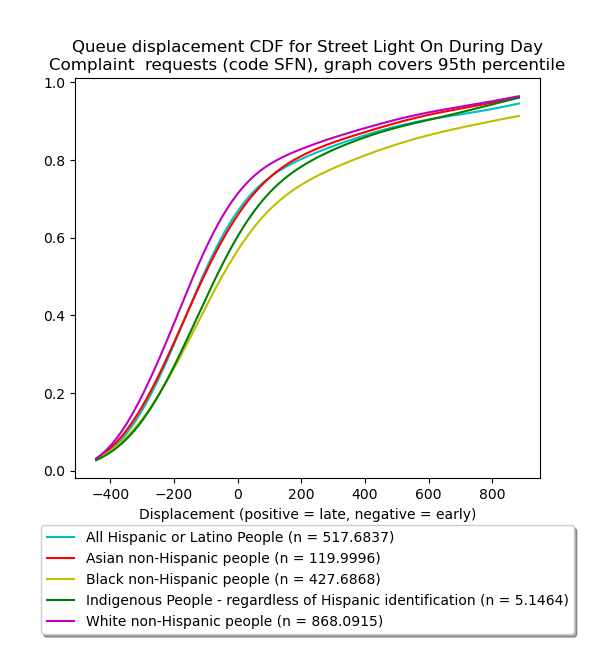 Queue displacement CDF for Street Light On During Day
Complaint  requests (code SFN), graph covers 95th percentile
1.0
0.8
0.6
0.4
0.2
0.0
−400 −200 0 200 400 600 800
Displacement (positive = late, negative = early)
All Hispanic or Latino People (n = 517.6837)
Asian non-Hispanic people (n = 119.9996)
Black non-Hispanic people (n = 427.6868)
Indigenous People - regardless of Hispanic identification (n = 5.1464)
White non-Hispanic people (n = 868.0915)